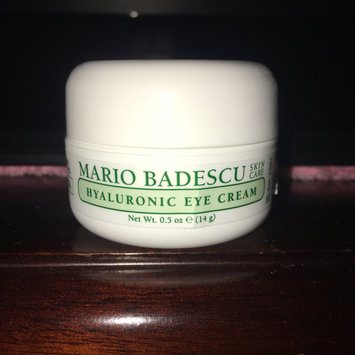 MARIO BADESCU SKIN CARE
HYALURONIC EYE CREAM
Net Wt. 0.5 oz ℮ (14 g)